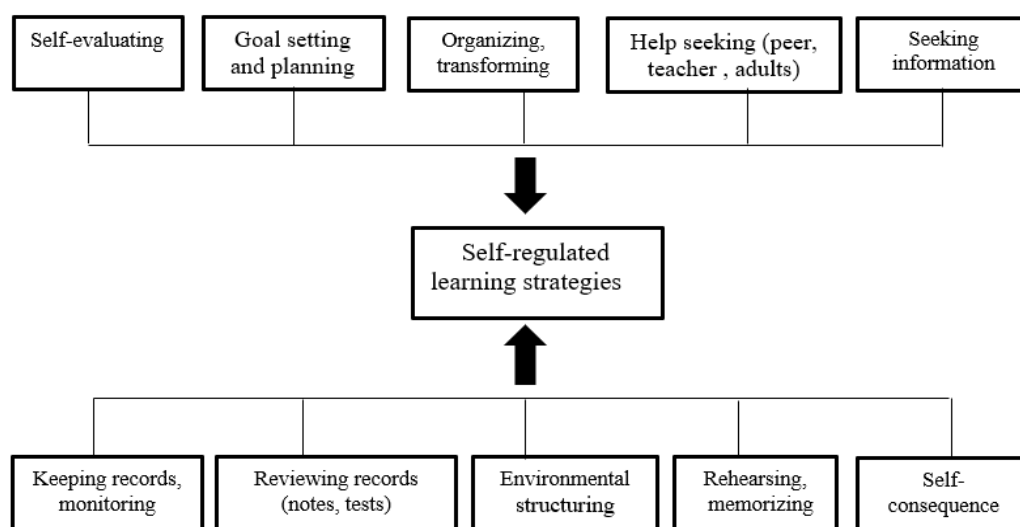 Self-evaluating
Goal setting
and planning
Organizing,
transforming
Help seeking (peer,
teacher , adults)
Seeking
information
Self-regulated
learning strategies
Keeping records,
monitoring
Reviewing records
(notes, tests)
Environmental
structuring
Rehearsing,
memorizing
Self-
consequence